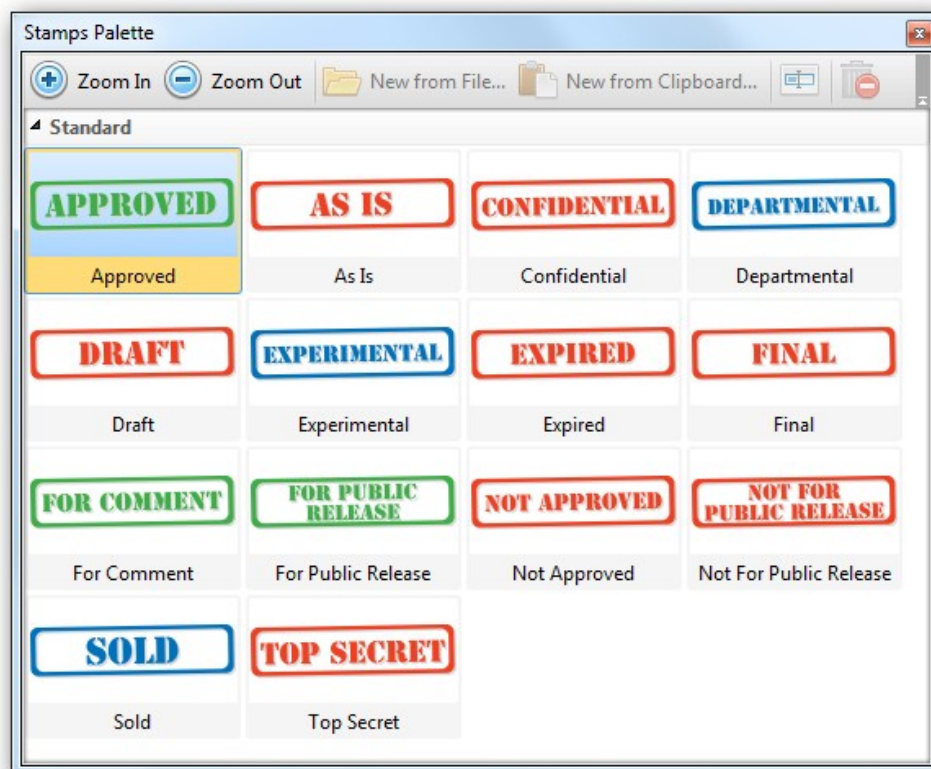 Stamps Palette
Zoom In Zoom Out New from File... New from Clipboard...
Standard
APPROVED AS IS CONFIDENTIAL DEPARTMENTAL
Approved As Is Confidential Departmental
DRAFT EXPERIMENTAL EXPIRED FINAL
Draft Experimental Expired Final
FOR COMMENT
FOR PUBLIC
RELEASE
NOT APPROVED
NOT FOR
PUBLIC RELEASE
For Comment For Public Release Not Approved Not For Public Release
SOLD TOP SECRET
Sold Top Secret